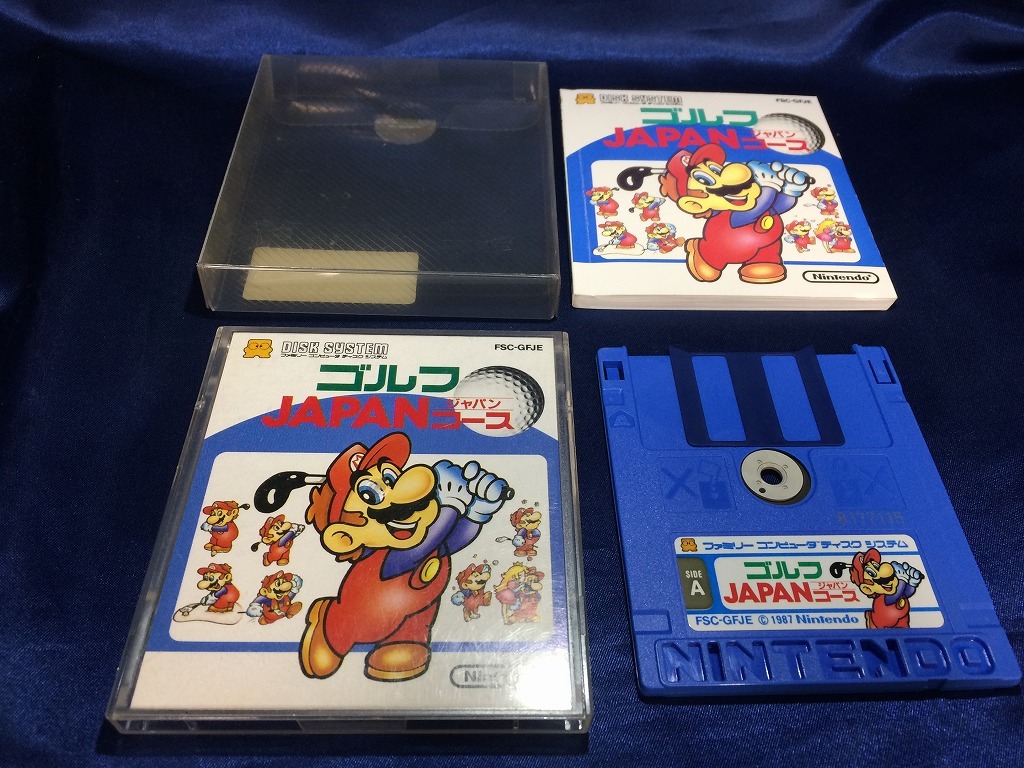 DISK SYSTEM
FSC-GFJE
ゴルフ
JAPANコース
ジャパン
Nintendo
DISK SYSTEM
ファミリー コンピュータ ディスク システム
FSC-GFJE
ゴルフ
JAPANコース
ジャパン
M
ファミリー コンピュータ ディスク システム
SIDE
A
ゴルフ
JAPANコース
ジャパン
FSC-GFJE © 1987 Nintendo
NINTENDO